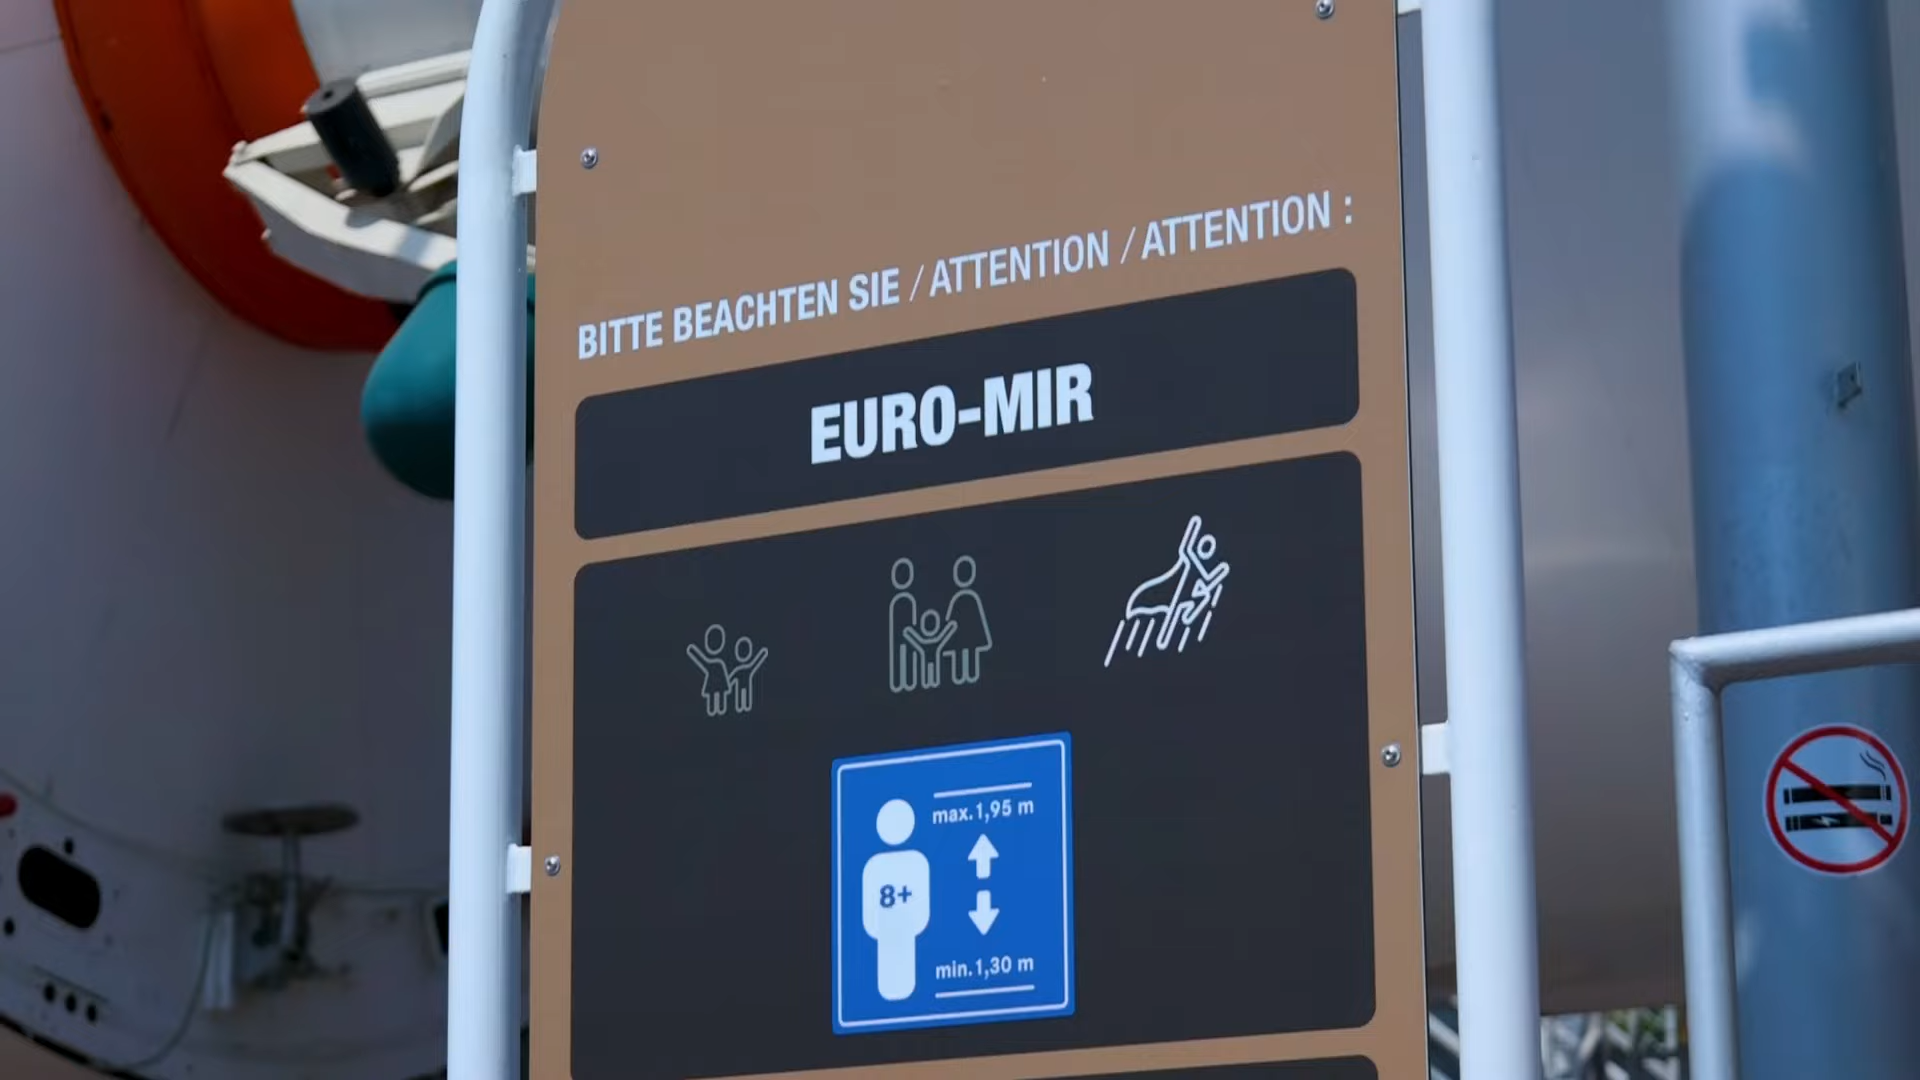 BITTE BEACHTEN SIE / ATTENTION / ATTENTION :
EURO-MIR
max. 1,95 m
8+
min. 1,30 m